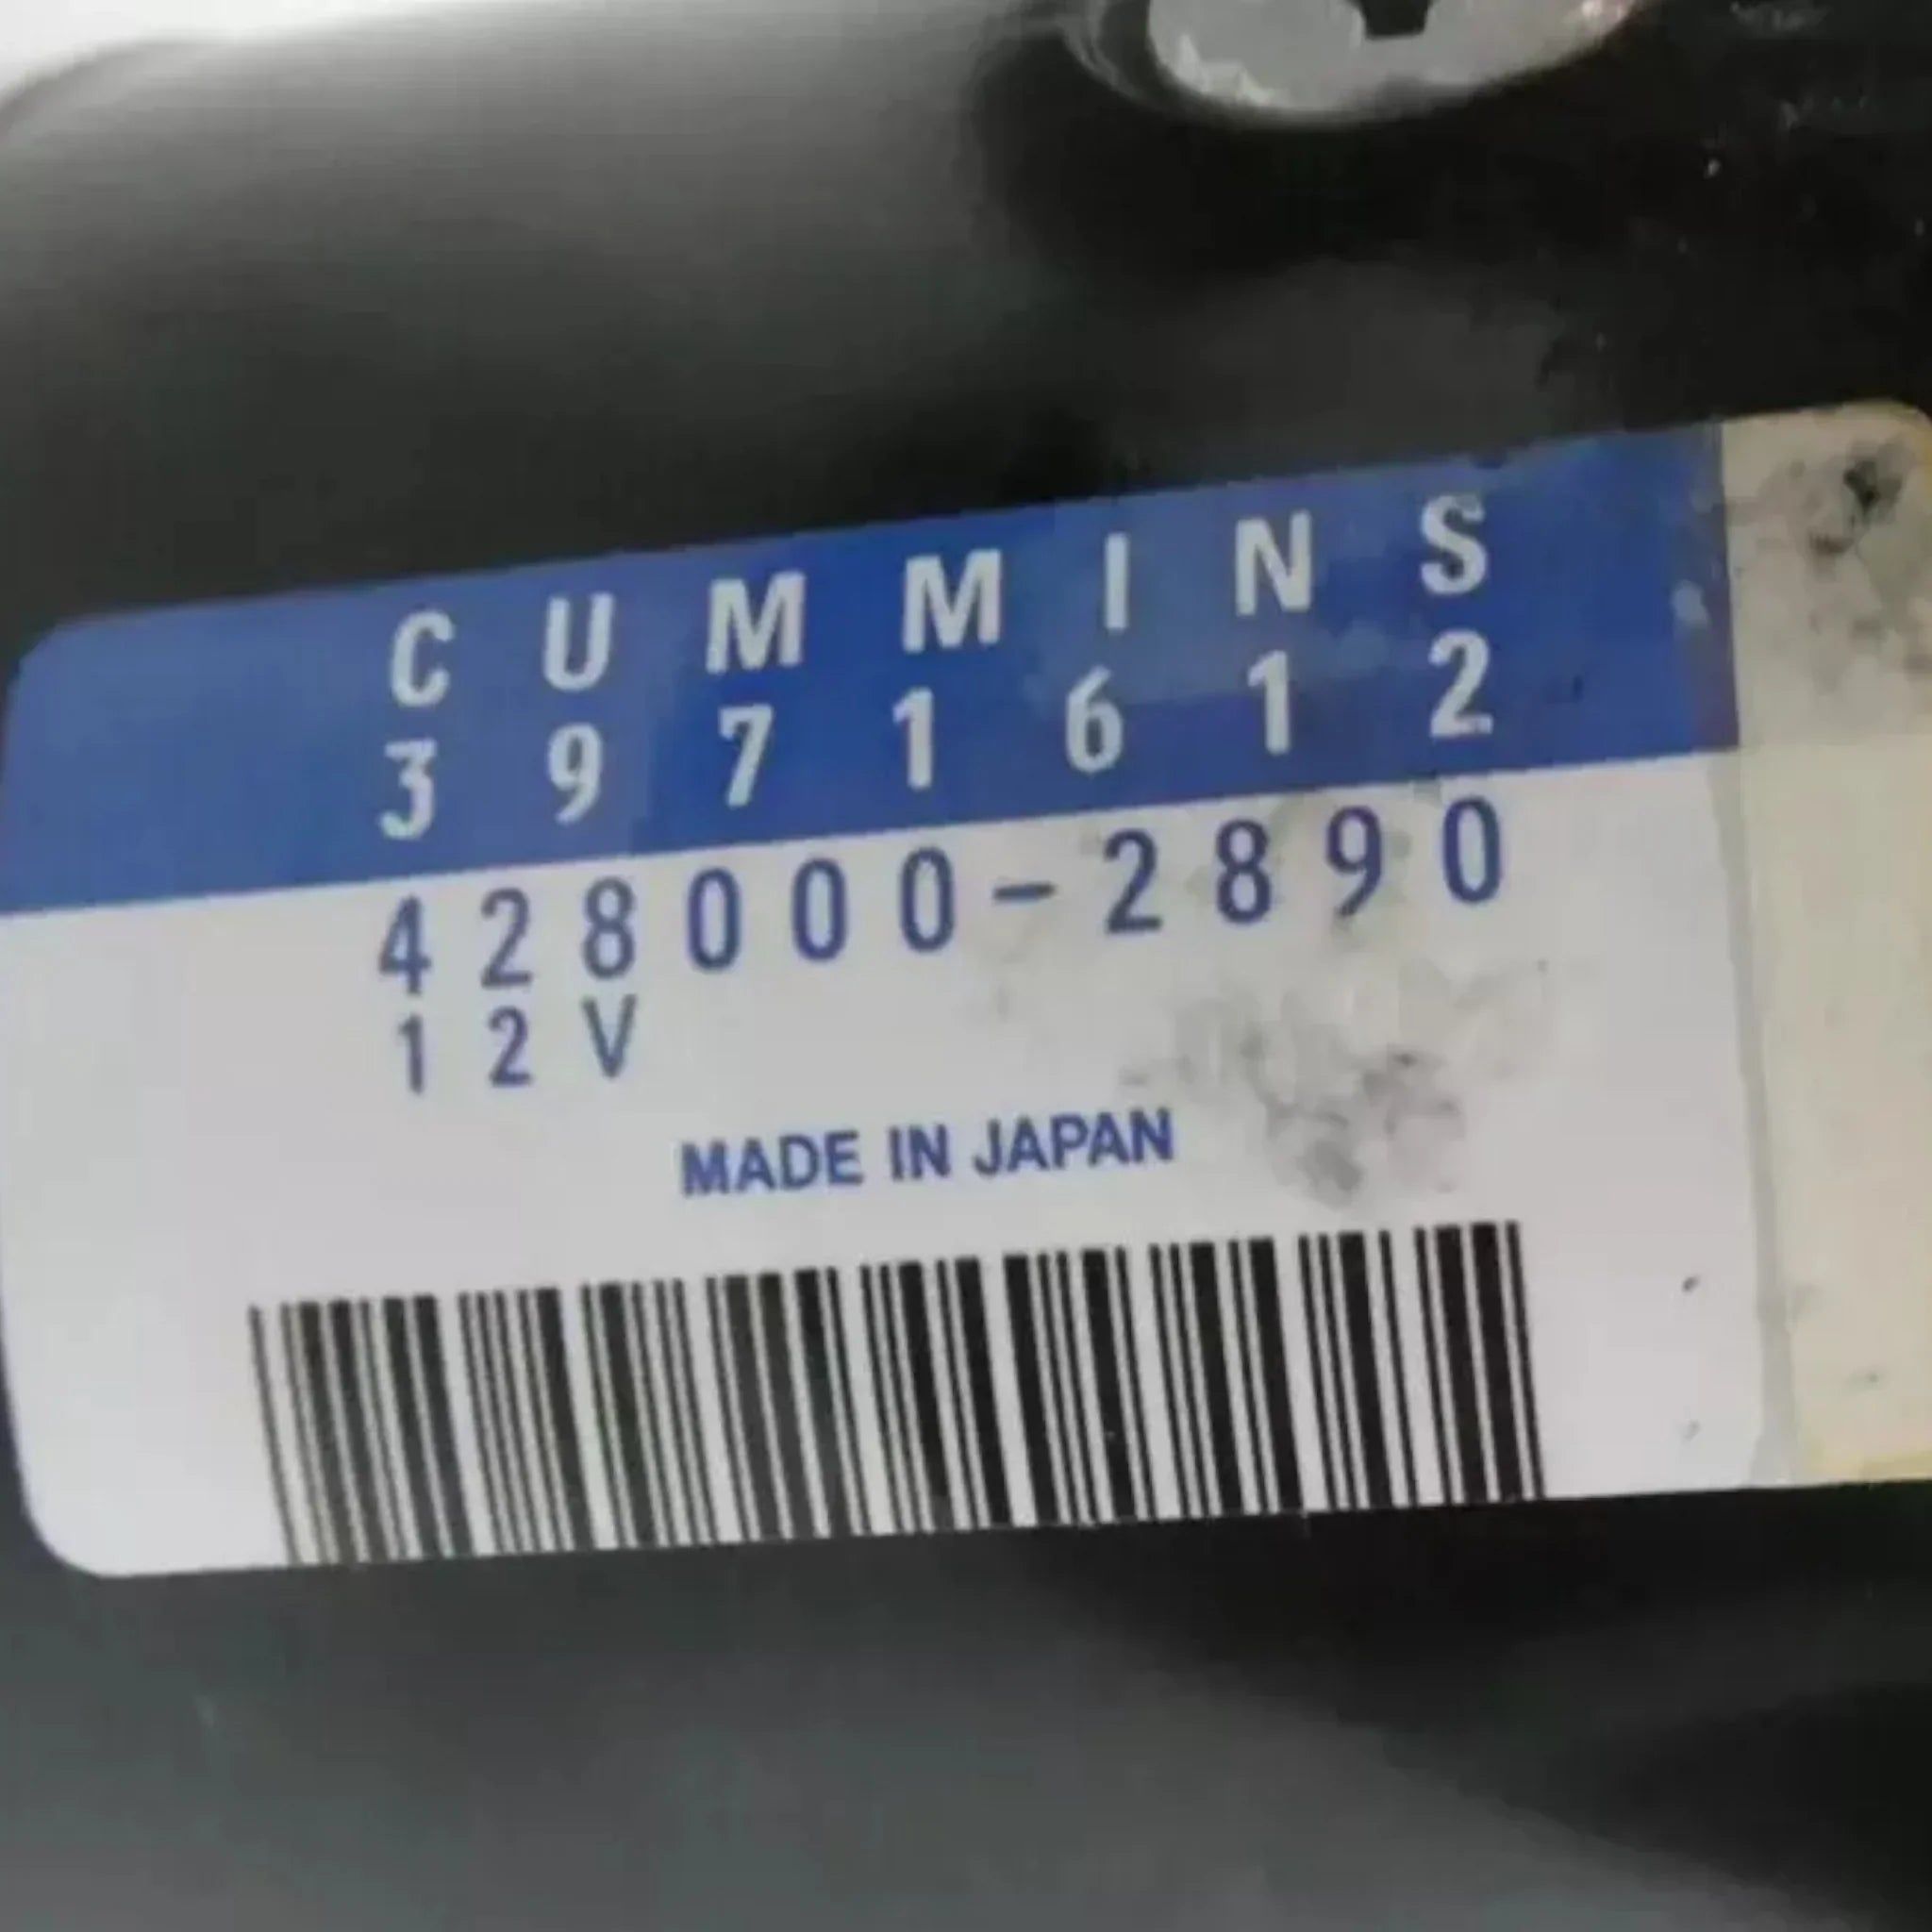 CUMMINS
3971612
428000-2890
12V
MADE IN JAPAN